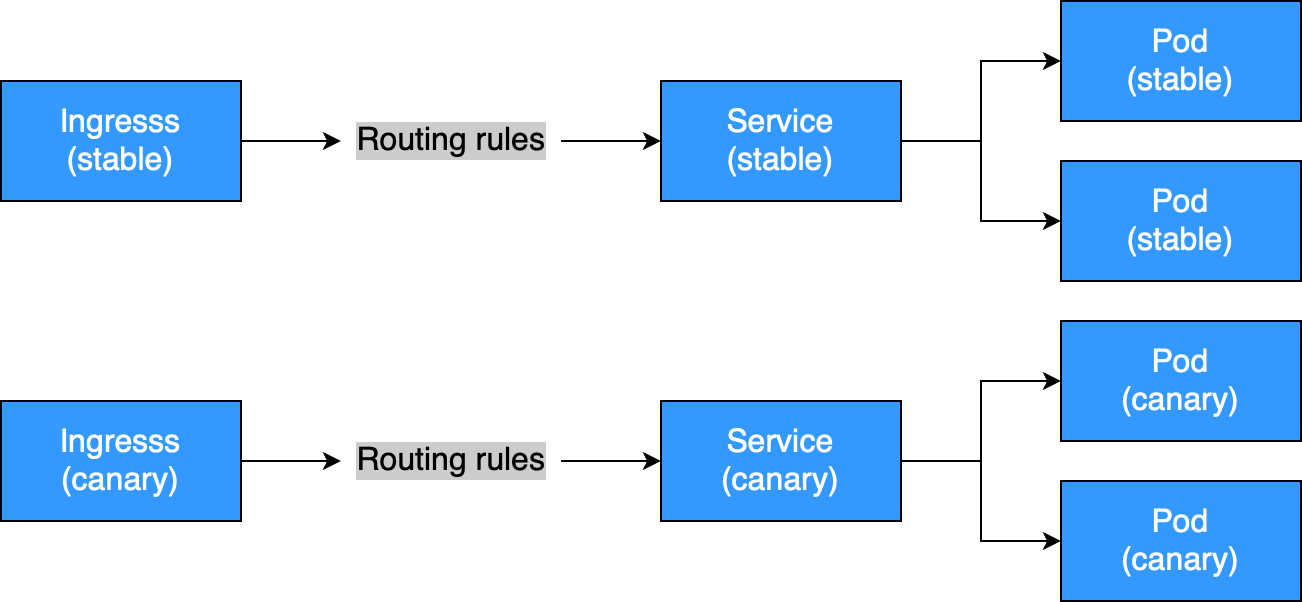 Ingresss
(stable)
Routing rules
Service
(stable)
Pod
(stable)
Pod
(stable)
Ingresss
(canary)
Routing rules
Service
(canary)
Pod
(canary)
Pod
(canary)